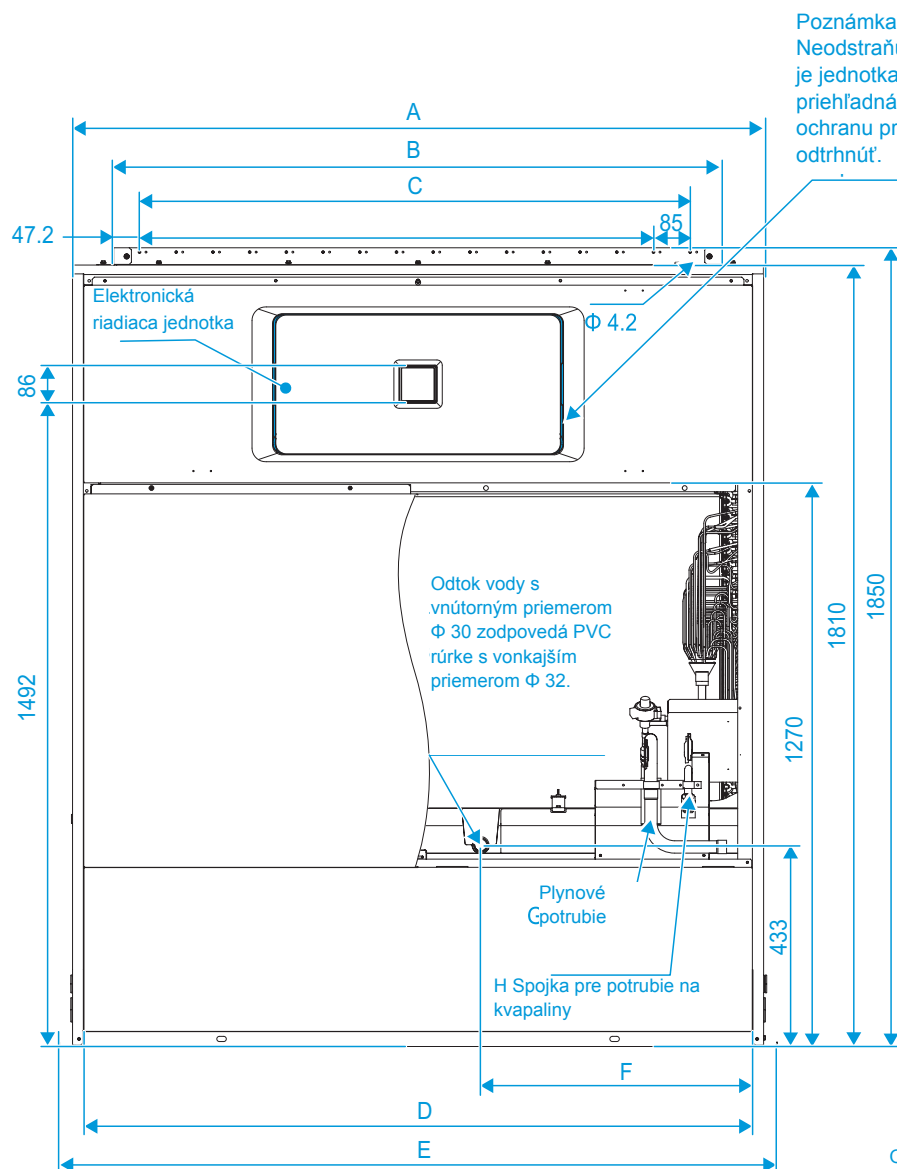 Poznámka
Neodstraňu
je jednotka
priehľadná
ochranu pr
odtrhnúť.
A
B
C
47.2
85
Elektronická
riadiaca jednotka
Φ 4.2
86
1492
Odtok vody s
vnútorným priemerom
Φ 30 zodpovedá PVC
rúrke s vonkajším
priemerom Φ 32.
1850
1810
1270
433
Plynové
Gpotrubie
H Spojka pre potrubie na
kvapaliny
F
D
E